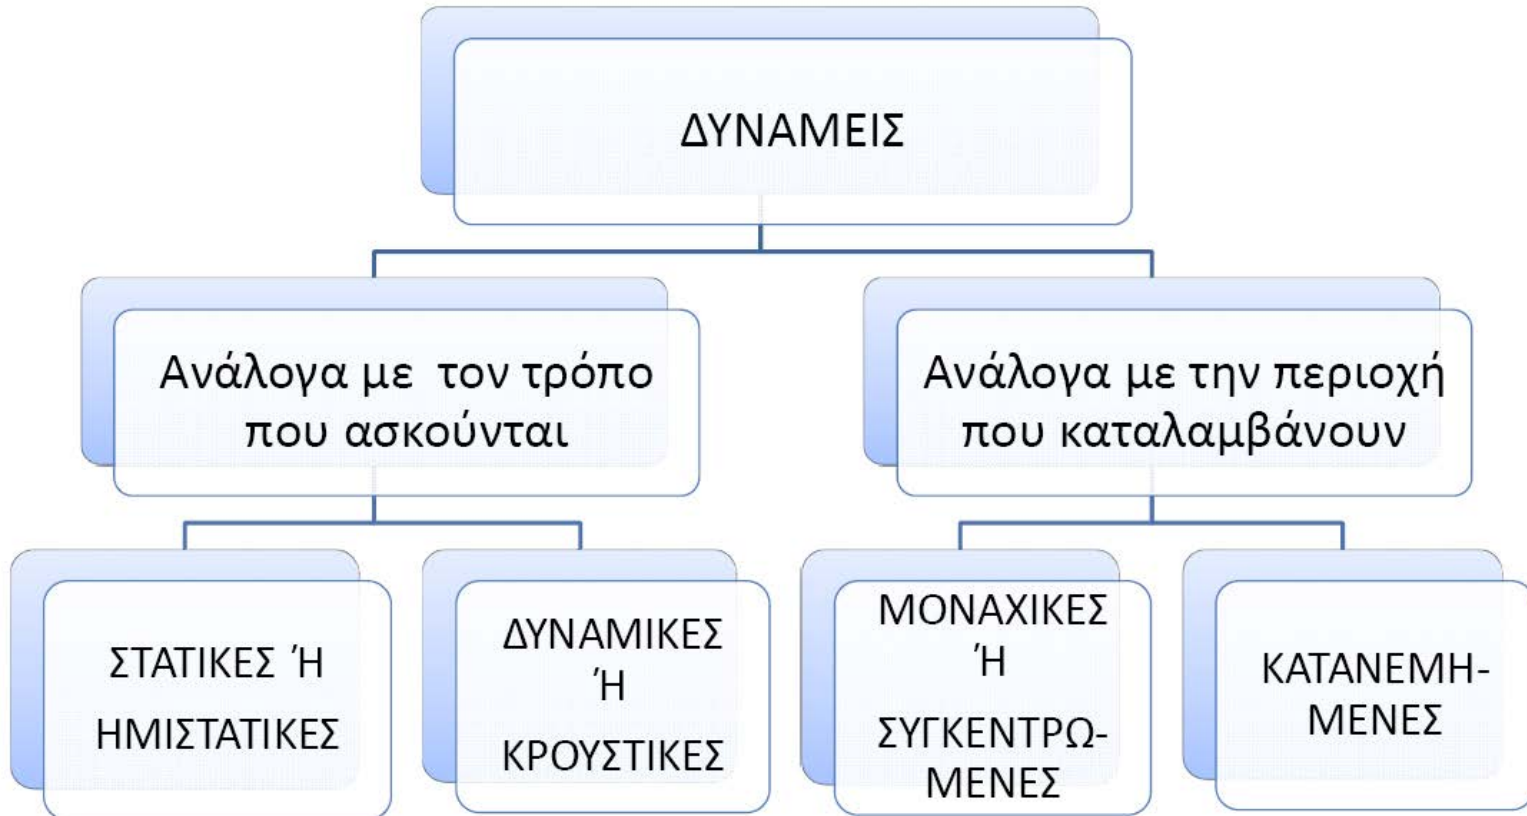 ΔΥΝΑΜΕΙΣ
Ανάλογα με τον τρόπο
που ασκούνται
Ανάλογα με την περιοχή
που καταλαμβάνουν
ΣΤΑΤΙΚΕΣ Ή
ΗΜΙΣΤΑΤΙΚΕΣ
ΔΥΝΑΜΙΚΕΣ
Ή
ΚΡΟΥΣΤΙΚΕΣ
ΜΟΝΑΧΙΚΕΣ
Ή
ΣΥΓΚΕΝΤΡΩ-
ΜΕΝΕΣ
ΚΑΤΑΝΕΜΗ-
ΜΕΝΕΣ